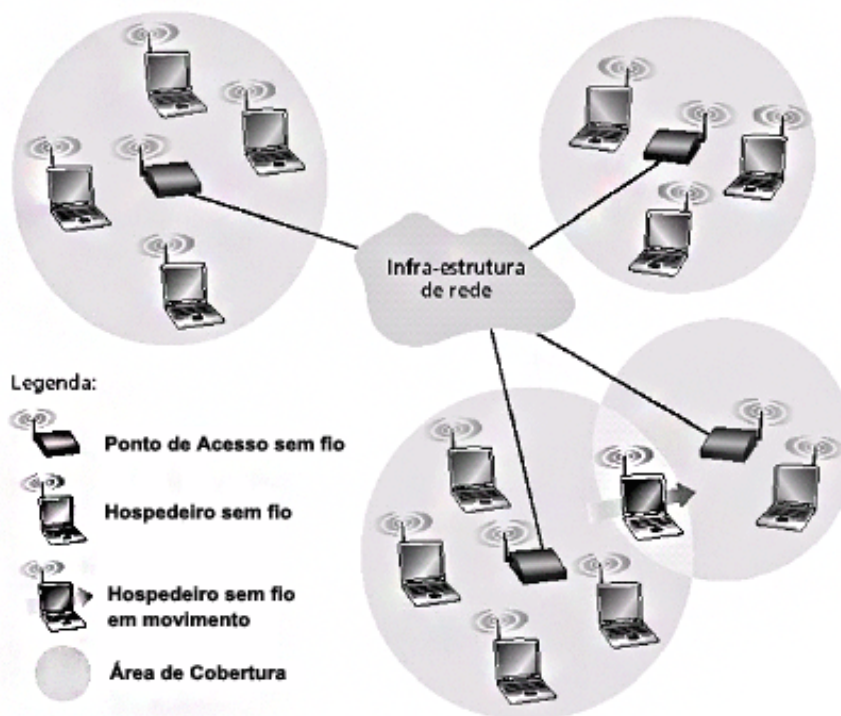 Infra-estrutura
de rede
Legenda:
Ponto de Acesso sem fio
Hospedeiro sem fio
Hospedeiro sem fio
em movimento
Área de Cobertura